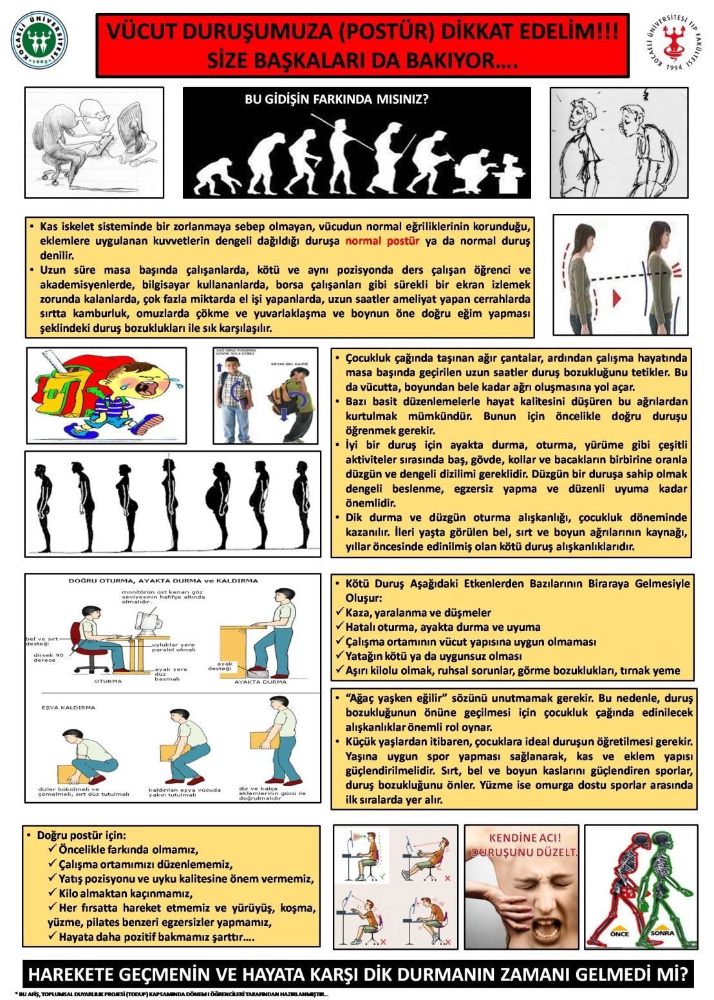 KOCAELİ ÜNİVERSİTESİ
1992
VÜCUT DURUŞUMUZA (POSTÜR) DİKKAT EDELİM!!!
SİZE BAŞKALARI DA BAKIYOR....
KOCAELİ ÜNİVERSİTESİ TIP FAKÜLTESİ
1994
BU GİDİŞİN FARKINDA MISINIZ?
• Kas iskelet sisteminde bir zorlanmaya sebep olmayan, vücudun normal eğriliklerinin korunduğu,
eklemlere uygulanan kuvvetlerin dengeli dağıldığı duruşa normal postür ya da normal duruş
denilir.
• Uzun süre masa başında çalışanlarda, kötü ve aynı pozisyonda ders çalışan öğrenci ve
akademisyenlerde, bilgisayar kullananlarda, borsa çalışanları gibi sürekli bir ekran izlemek
zorunda kalanlarda, çok fazla miktarda el işi yapanlarda, uzun saatler ameliyat yapan cerrahlarda
sırtta kamburluk, omuzlarda çökme ve yuvarlaklaşma ve boynun öne doğru eğim yapması
şeklindeki duruş bozuklukları ile sık karşılaşılır.
SAĞ OMUZ YUKARIDA
GÖVDE SOLA EĞİMLİ
ARTAN BEL KAVİSİ
• Çocukluk çağında taşınan ağır çantalar, ardından çalışma hayatında
masa başında geçirilen uzun saatler duruş bozukluğunu tetikler. Bu
da vücutta, boyundan bele kadar ağrı oluşmasına yol açar.
• Bazı basit düzenlemelerle hayat kalitesini düşüren bu ağrılardan
kurtulmak mümkündür. Bunun için öncelikle doğru duruşu
öğrenmek gerekir.
• İyi bir duruş için ayakta durma, oturma, yürüme gibi çeşitli
aktiviteler sırasında baş, gövde, kollar ve bacakların birbirine oranla
düzgün ve dengeli dizilimi gereklidir. Düzgün bir duruşa sahip olmak
dengeli beslenme, egzersiz yapma ve düzenli uyuma kadar
önemlidir.
• Dik durma ve düzgün oturma alışkanlığı, çocukluk döneminde
kazanılır. İleri yaşta görülen bel, sırt ve boyun ağrılarının kaynağı,
yıllar öncesinde edinilmiş olan kötü duruş alışkanlıklarıdır.
DOĞRU OTURMA, AYAKTA DURMA ve KALDIRMA
monitörün üst kenarı göz
seviyesinin hafifçe altında
olmalıdır.
bel ve sırt
desteği
dirsek 90
derece
uyluklar yere
paralel olmalı
ayak yere
düz
basmalı
OTURMA
ayak
desteği
AYAKTA DURMA
EŞYA KALDIRMA
dizler bükülmeli ve
çömelmeli, sırt düz tutulmalı
kaldırılan eşya vücuda
yakın tutulmalı
diz ve kalça
eklemlerinin gücü ile
doğrulmalıdır
• Kötü Duruş Aşağıdaki Etkenlerden Bazılarının Biraraya Gelmesiyle
Oluşur:
✓Kaza, yaralanma ve düşmeler
✓Hatalı oturma, ayakta durma ve uyuma
✓Çalışma ortamının vücut yapısına uygun olmaması
✓Yatağın kötü ya da uygunsuz olması
✓Aşırı kilolu olmak, ruhsal sorunlar, görme bozuklukları, tırnak yeme
• “Ağaç yaşken eğilir” sözünü unutmamak gerekir. Bu nedenle, duruş
bozukluğunun önüne geçilmesi için çocukluk çağında edinilecek
alışkanlıklar önemli rol oynar.
• Küçük yaşlardan itibaren, çocuklara ideal duruşun öğretilmesi gerekir.
Yaşına uygun spor yapması sağlanarak, kas ve eklem yapısı
güçlendirilmelidir. Sırt, bel ve boyun kaslarını güçlendiren sporlar,
duruş bozukluğunu önler. Yüzme ise omurga dostu sporlar arasında
ilk sıralarda yer alır.
• Doğru postür için:
✓Öncelikle farkında olmamız,
✓Çalışma ortamımızı düzenlememiz,
✓Yatış pozisyonu ve uyku kalitesine önem vermemiz,
✓Kilo almaktan kaçınmamız,
✓Her fırsatta hareket etmemiz ve yürüyüş, koşma,
yüzme, pilates benzeri egzersizler yapmamız,
✓Hayata daha pozitif bakmamız şarttır....
KENDİNE ACI!
DURUŞUNU DÜZELT.
ÖNCE
SONRA
HAREKETE GEÇMENİN VE HAYATA KARŞI DİK DURMANIN ZAMANI GELMEDİ Mİ?
* BU AFİŞ, TOPLUMSAL DUYARLILIK PROJESİ (TODUP) KAPSAMINDA DÖNEM I ÖĞRENCİLERİ TARAFINDAN HAZIRLANMIŞTIR...